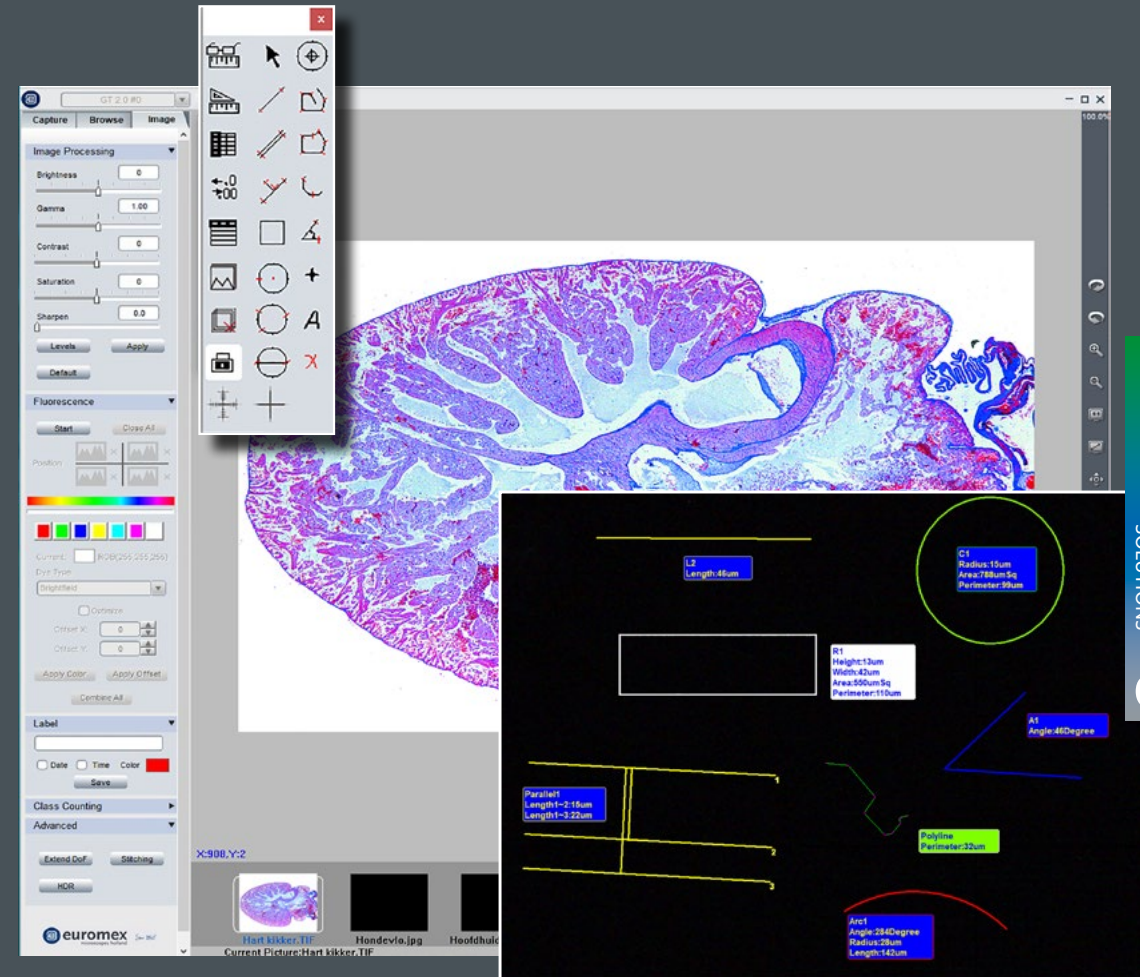 GT 2.0 #0
Capture Browse Image
Image Processing
Brightness 0
Gamma 1.00
Contrast 0
Saturation 0
Sharpen 0.0
Levels Apply
Default
Fluorescence
Start Close All
Position
Current: RGB(255,255,255)
Dye Type
Brightfield
Optimize
Offset X: 0
Offset Y: 0
Apply Color Apply Offset
Combine All
Label
Date Time Color
Save
Class Counting
Advanced
Extend DoF Stitching
HDR
euromex
100.0%
X:908,Y:2
Hart kikker.TIF
Hondevlo.jpg
Current Picture:Hart kikker.TIF
L2
Length:46um
C1
Radius:15um
Area:788umSq
Perimeter:99um
R1
Height:13um
Width:42um
Area:550umSq
Perimeter:110um
A1
Angle:46Degree
Parallel1
Length1~2:15um
Length1~3:22um
1
2
3
Polyline
Perimeter:32um
Arc1
Angle:284Degree
Radius:28um
Length:142um